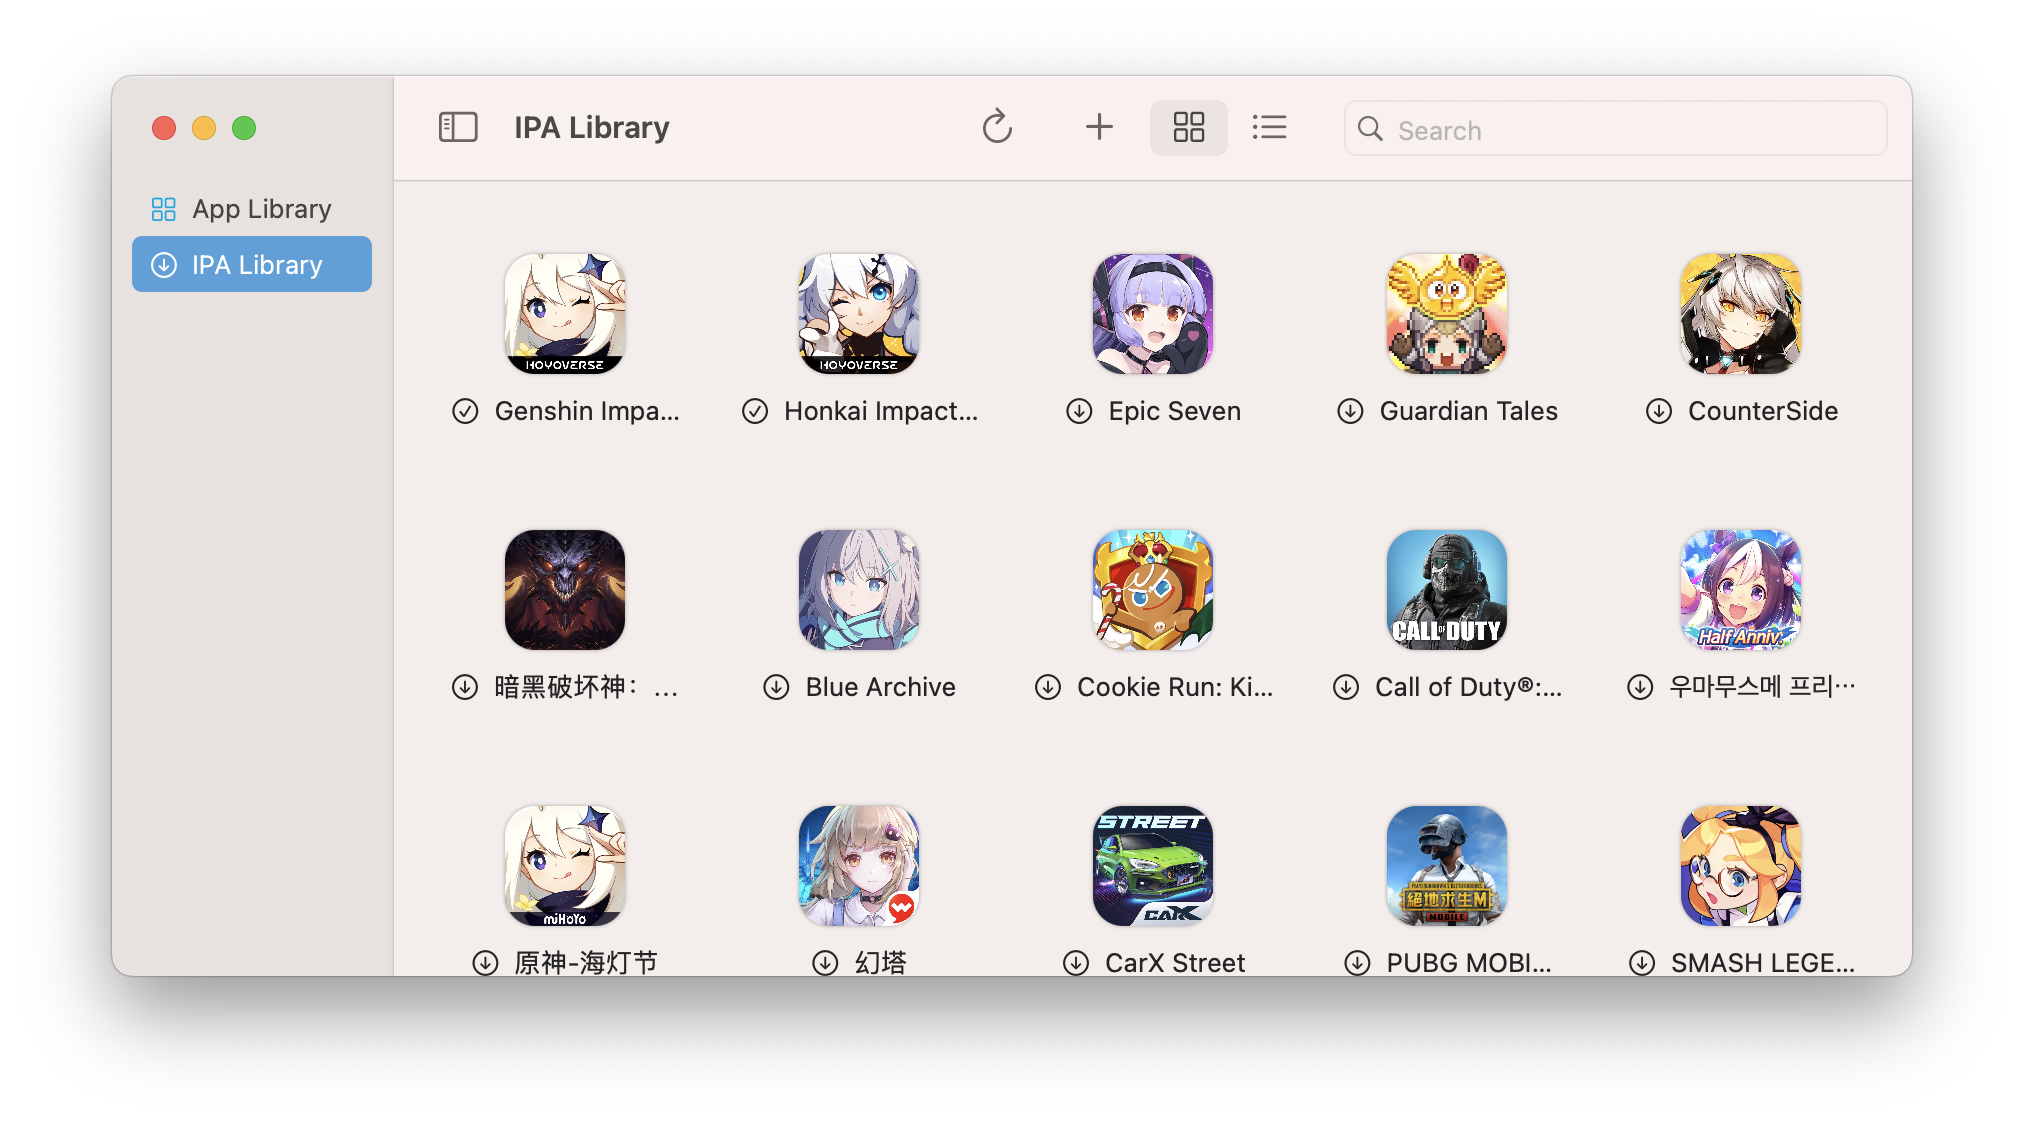 IPA Library
Search
App Library
IPA Library
HOYOVERSE
HOYOVERSE
Genshin Impa...
Honkai Impact...
Epic Seven
Guardian Tales
CounterSide
CALL OF DUTY
Half Anniv.
暗黑破坏神：...
Blue Archive
Cookie Run: Ki...
Call of Duty®:...
우마무스메 프리...
miHoYo
STREET
CARX
PLAYERUNKNOWN'S BATTLEGROUNDS
絕地求生M
MOBILE
原神-海灯节
幻塔
CarX Street
PUBG MOBI...
SMASH LEGE...